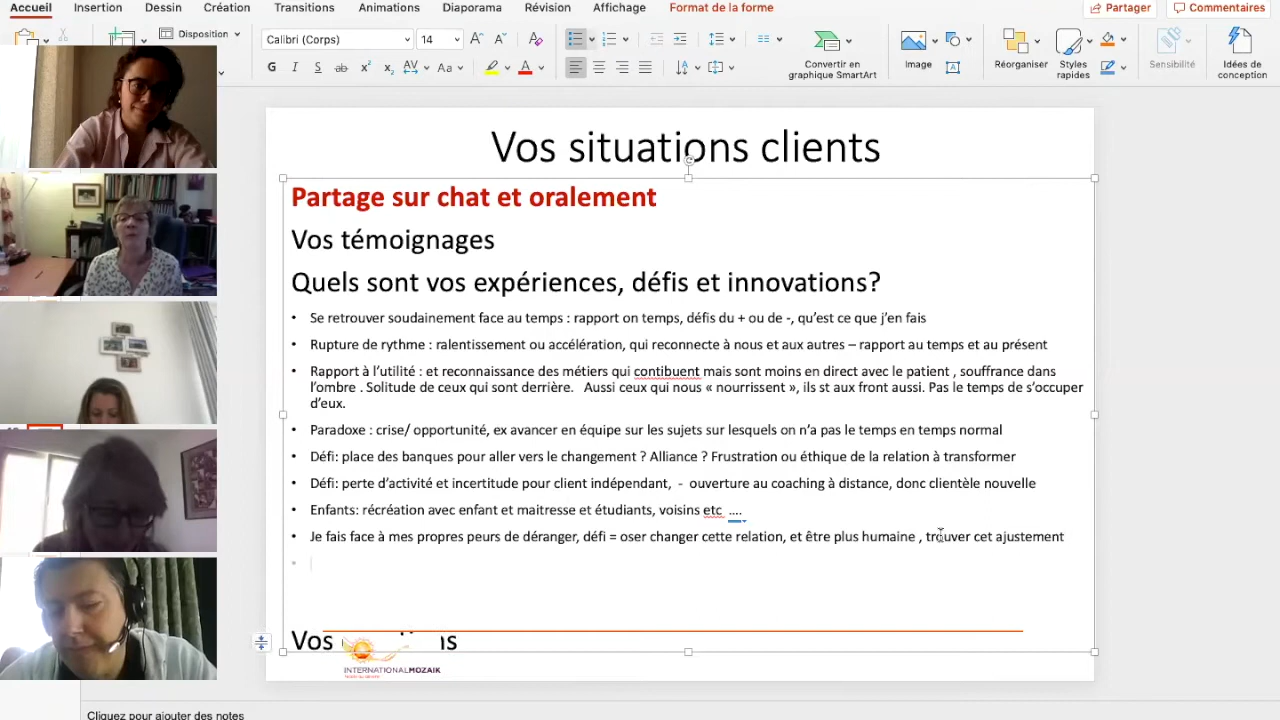 Accueil Insertion Dessin Création Transitions Animations Diaporama Révision Affichage Format de la forme Partager Commentaires
Disposition
Calibri (Corps) 14
G I S ab x² x₂ AV Aa A
Convertir en
graphique SmartArt
Image
Réorganiser
Styles
rapides
Sensibilité
Idées de
conception
Vos situations clients
Partage sur chat et oralement
Vos témoignages
Quels sont vos expériences, défis et innovations?
• Se retrouver soudainement face au temps : rapport on temps, défis du + ou de -, qu’est ce que j’en fais
• Rupture de rythme : ralentissement ou accélération, qui reconnecte à nous et aux autres – rapport au temps et au présent
• Rapport à l’utilité : et reconnaissance des métiers qui contibuent mais sont moins en direct avec le patient , souffrance dans
l’ombre . Solitude de ceux qui sont derrière. Aussi ceux qui nous « nourrissent », ils st aux front aussi. Pas le temps de s’occuper
d’eux.
• Paradoxe : crise/ opportunité, ex avancer en équipe sur les sujets sur lesquels on n’a pas le temps en temps normal
• Défi: place des banques pour aller vers le changement ? Alliance ? Frustration ou éthique de la relation à transformer
• Défi: perte d’activité et incertitude pour client indépendant, - ouverture au coaching à distance, donc clientèle nouvelle
• Enfants: récréation avec enfant et maitresse et étudiants, voisins etc ....
• Je fais face à mes propres peurs de déranger, défi = oser changer cette relation, et être plus humaine , trouver cet ajustement
Vos
INTERNATIONALMOZAIK
Cliquez pour ajouter des notes